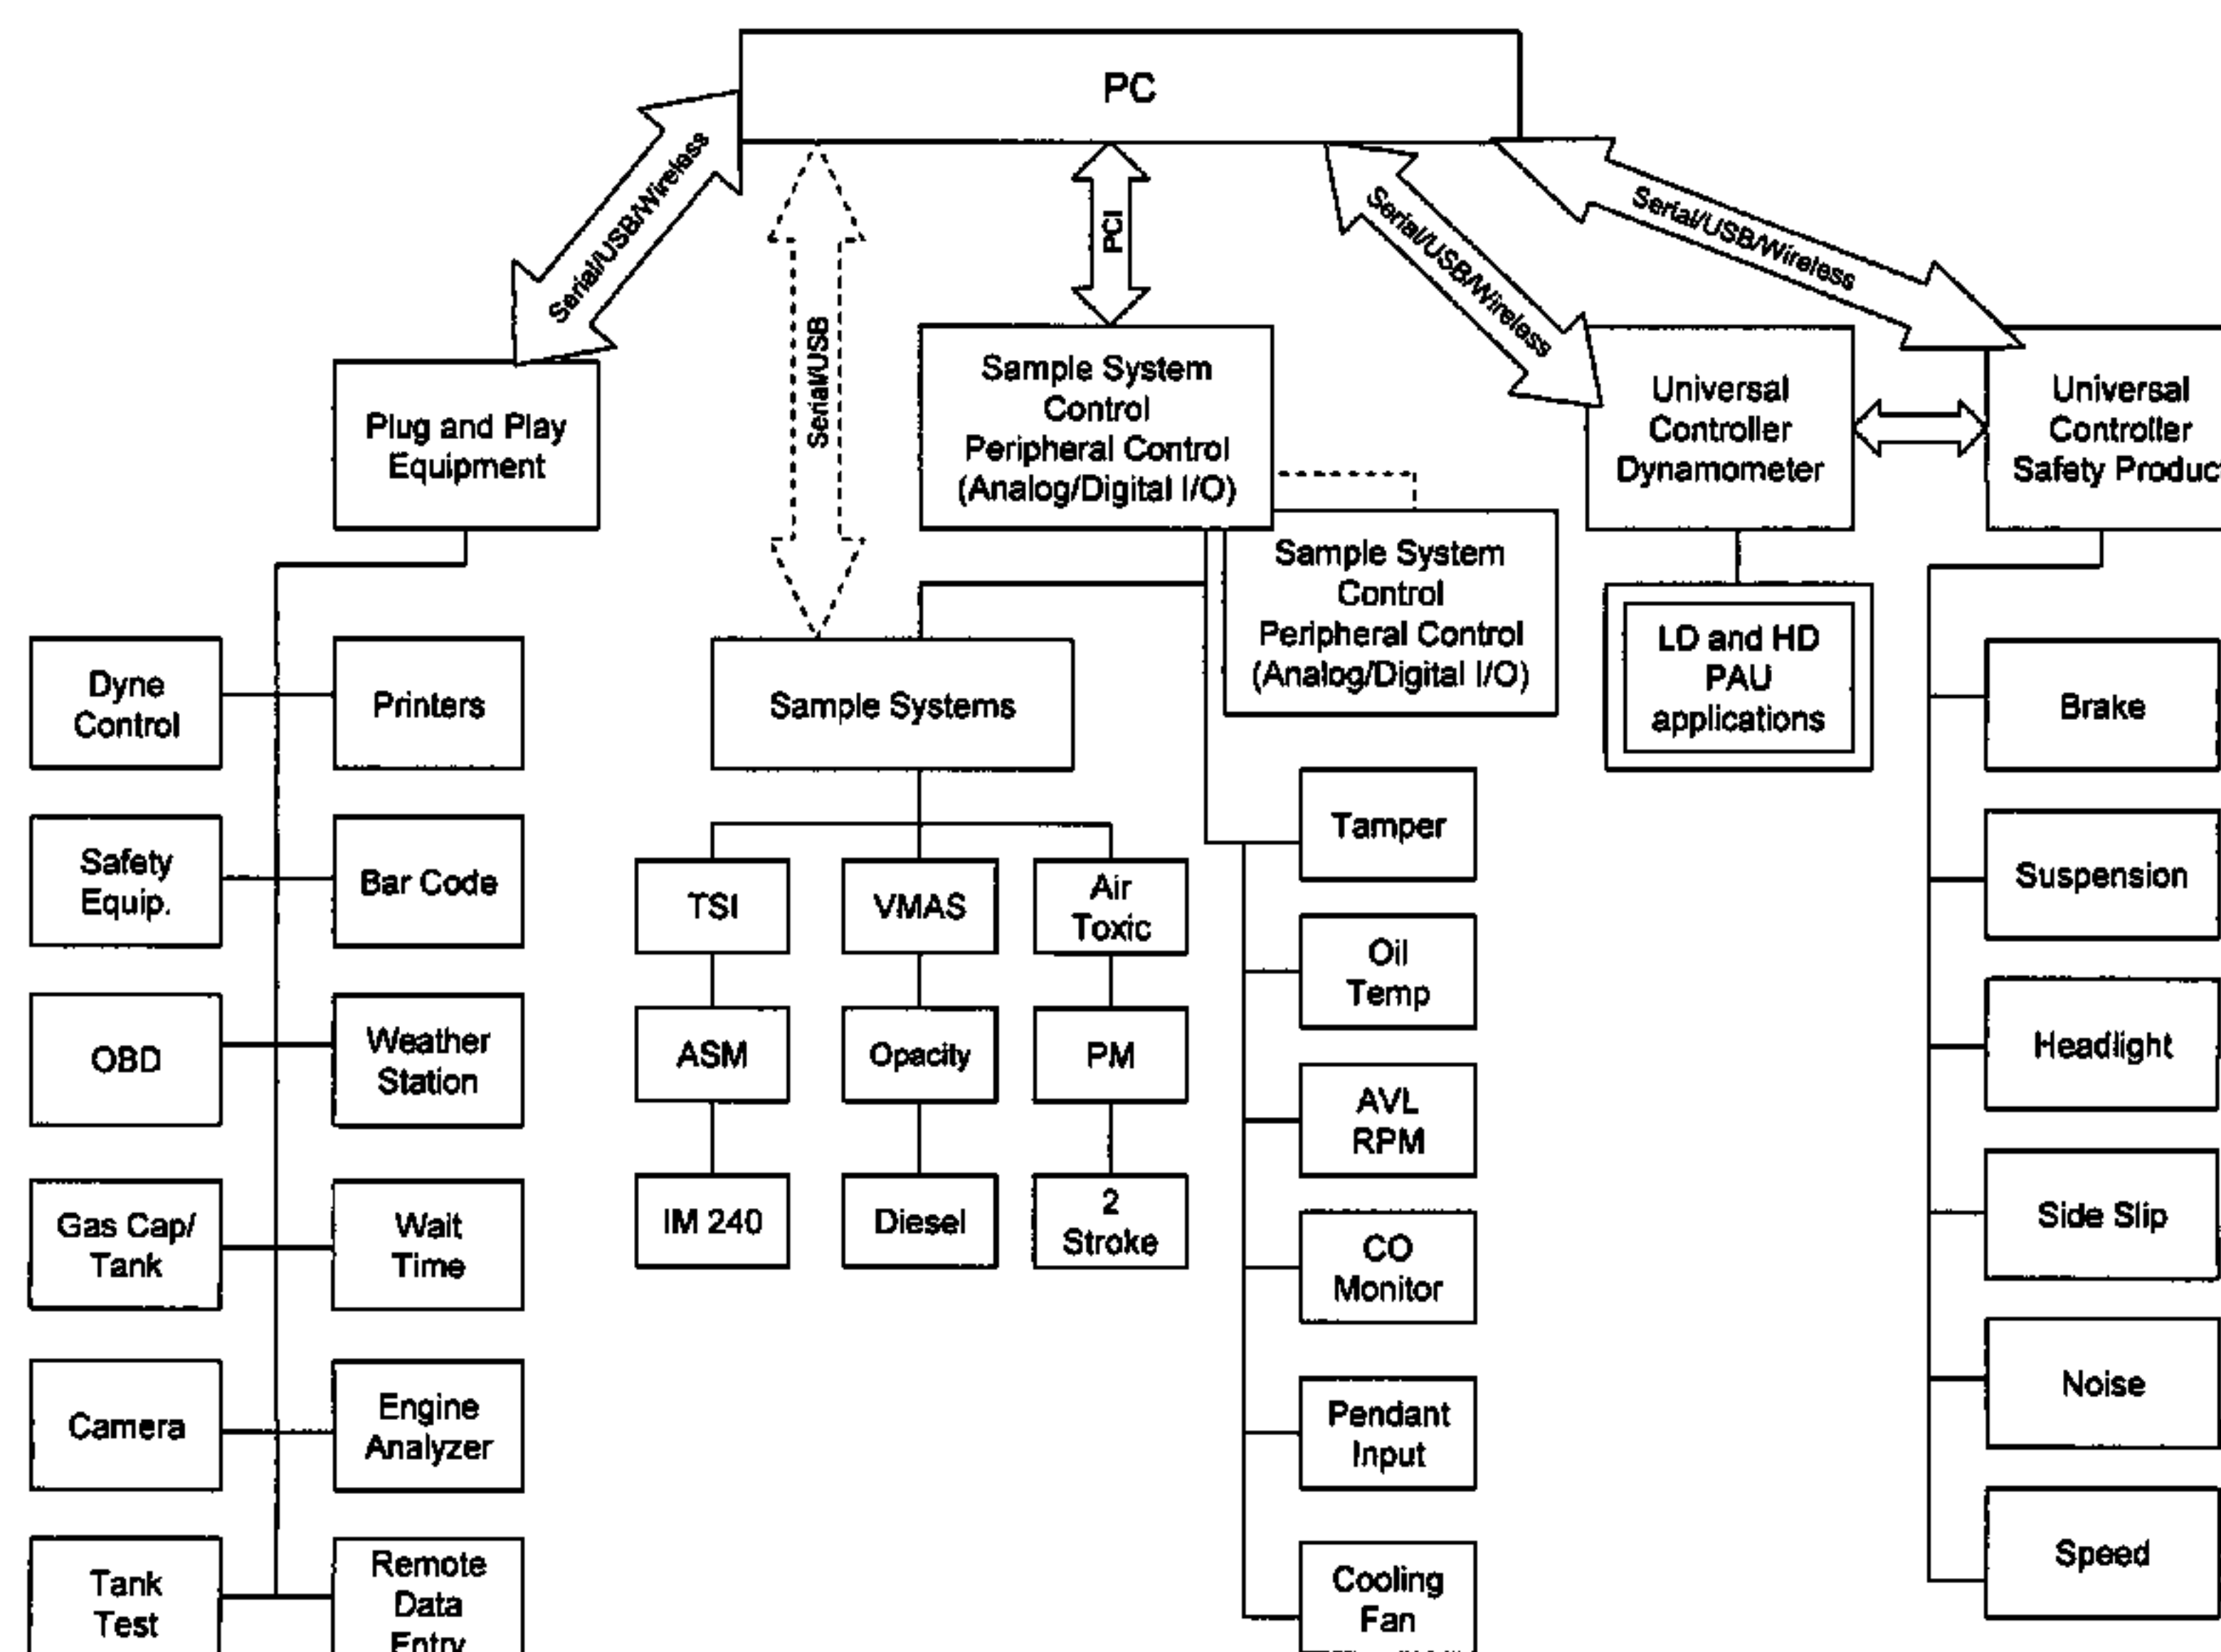 PC
Serial/USB/Wireless
Serial/USB
PCI
Serial/USB/Wireless
Serial/USB/Wireless
Plug and Play
Equipment
Sample System
Control
Peripheral Control
(Analog/Digital I/O)
Sample System
Control
Peripheral Control
(Analog/Digital I/O)
Universal
Controller
Dynamometer
Universal
Controller
Safety Product
LD and HD
PAU
applications
Dyne
Control
Printers
Safety
Equip.
Bar Code
OBD
Weather
Station
Gas Cap/
Tank
Wait
Time
Camera
Engine
Analyzer
Tank
Test
Remote
Data
Entry
Sample Systems
TSI
VMAS
Air
Toxic
ASM
Opacity
PM
IM 240
Diesel
2
Stroke
Tamper
Oil
Temp
AVL
RPM
CO
Monitor
Pendant
Input
Cooling
Fan
Brake
Suspension
Headlight
Side Slip
Noise
Speed